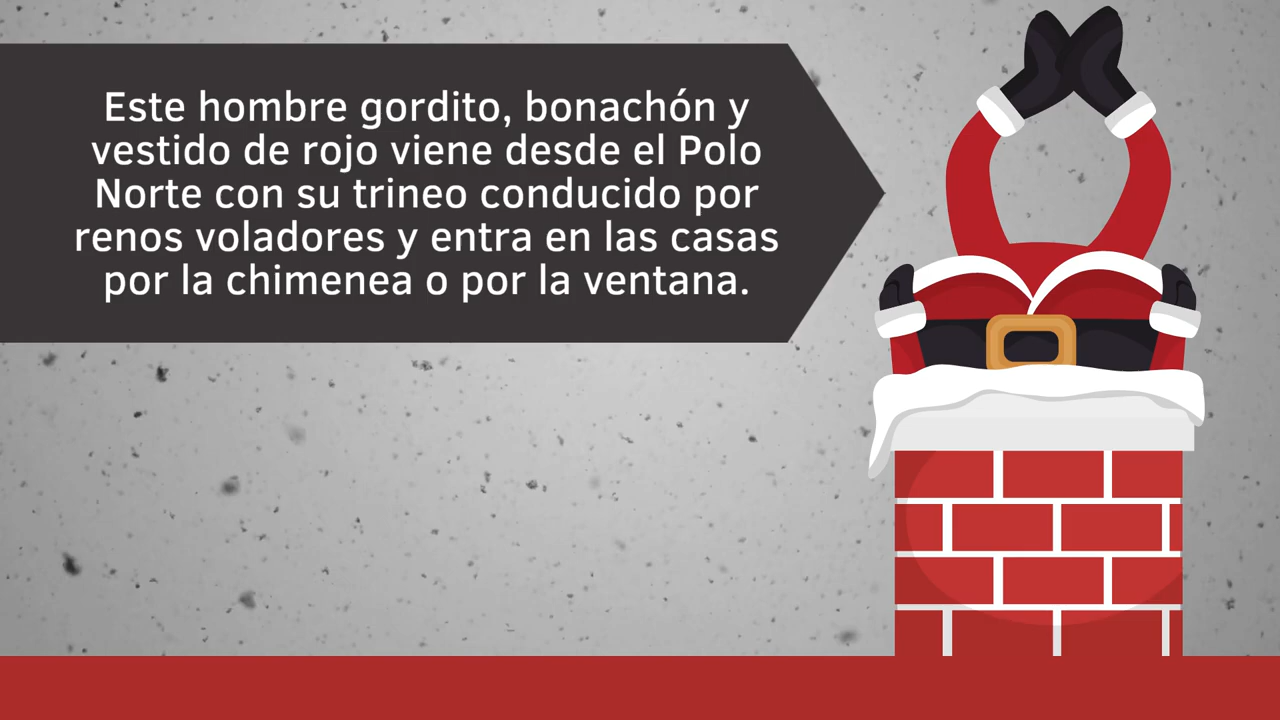 Este hombre gordito, bonachón y
vestido de rojo viene desde el Polo
Norte con su trineo conducido por
renos voladores y entra en las casas
por la chimenea o por la ventana.